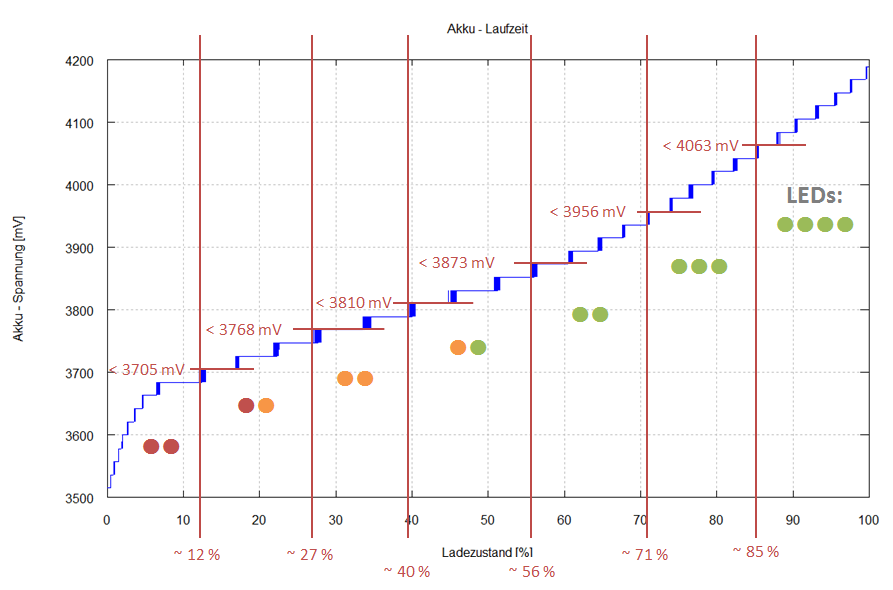 Akku - Laufzeit
4200
4100
4000
3900
3800
3700
3600
3500
Akku - Spannung [mV]
< 4063 mV
LEDs:
< 3956 mV
< 3873 mV
< 3810 mV
< 3768 mV
< 3705 mV
0 10 20 30 40 50 60 70 80 90 100
Ladezustand [%]
~ 12 % ~ 27 % ~ 71 % ~ 85 %
~ 40 % ~ 56 %